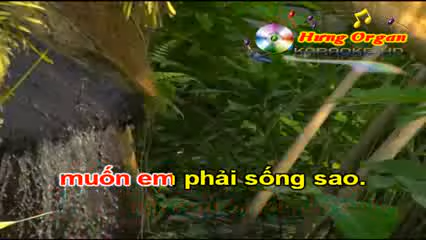 Hưng Organ
KARAOKE HD
muốn em phải sống sao.